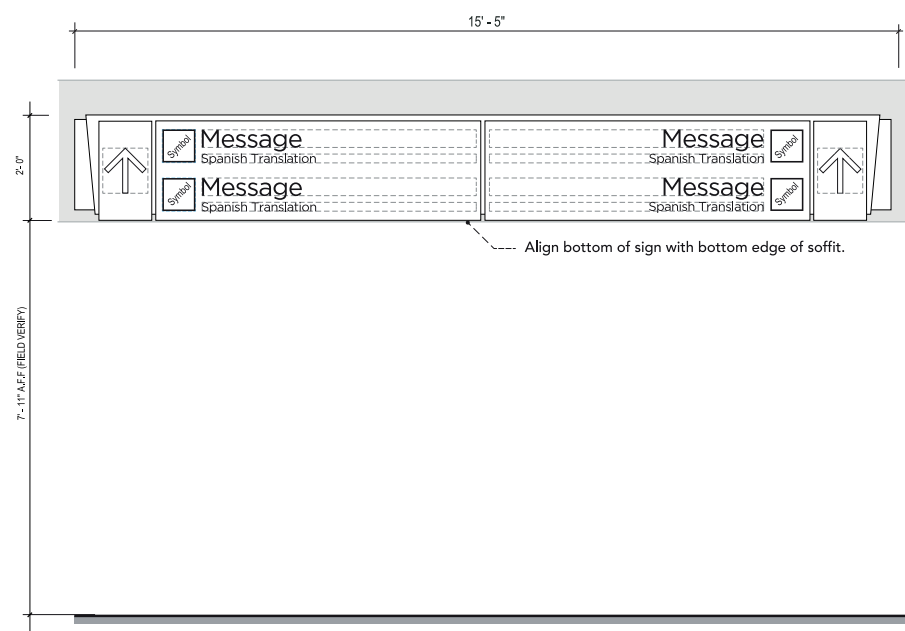 15' - 5"
2'- 0"
Symbol Message
Spanish Translation
Symbol Message
Spanish Translation
Message Symbol
Spanish Translation
Message Symbol
Spanish Translation
Align bottom of sign with bottom edge of soffit.
7' - 11" A.F.F (FIELD VERIFY)